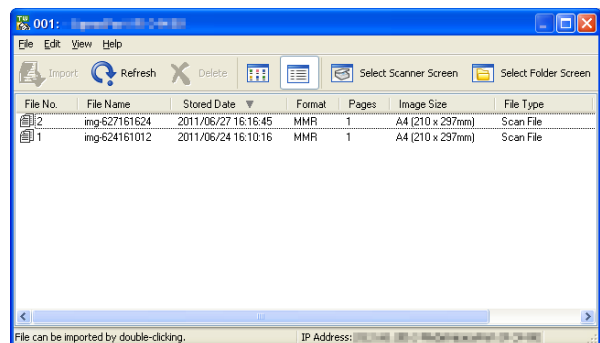 001:
File Edit View Help
Import Refresh Delete Select Scanner Screen Select Folder Screen
File No. File Name Stored Date Format Pages Image Size File Type
2 img-627161624 2011/06/27 16:16:45 MMR 1 A4 (210 x 297mm) Scan File
1 img-624161012 2011/06/24 16:10:16 MMR 1 A4 (210 x 297mm) Scan File
File can be imported by double-clicking. IP Address: